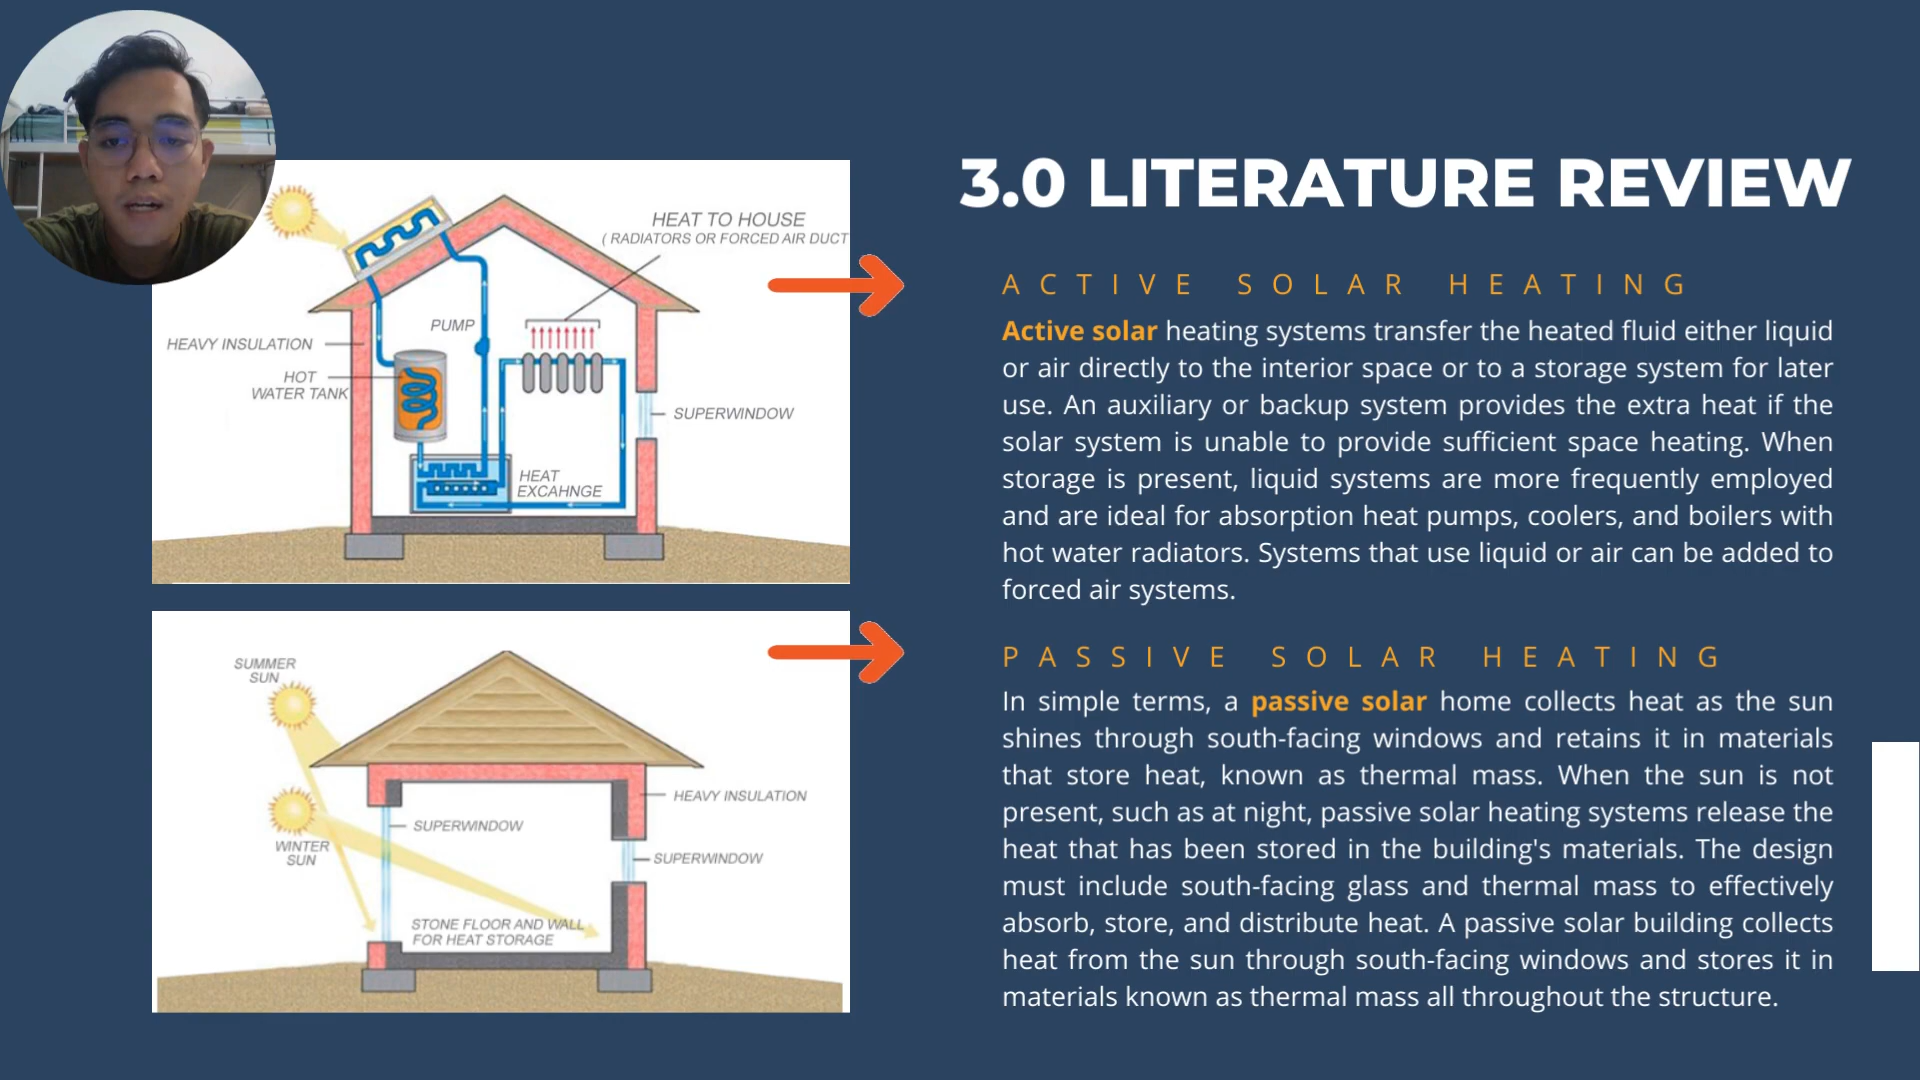 3.0 LITERATURE REVIEW
HEAT TO HOUSE
( RADIATORS OR FORCED AIR DUCT
PUMP
HEAVY INSULATION
HOT
WATER TANK
SUPERWINDOW
HEAT
EXCAHNGE
ACTIVE SOLAR HEATING
Active solar heating systems transfer the heated fluid either liquid
or air directly to the interior space or to a storage system for later
use. An auxiliary or backup system provides the extra heat if the
solar system is unable to provide sufficient space heating. When
storage is present, liquid systems are more frequently employed
and are ideal for absorption heat pumps, coolers, and boilers with
hot water radiators. Systems that use liquid or air can be added to
forced air systems.
SUMMER
SUN
HEAVY INSULATION
SUPERWINDOW
WINTER
SUN
SUPERWINDOW
STONE FLOOR AND WALL
FOR HEAT STORAGE
PASSIVE SOLAR HEATING
In simple terms, a passive solar home collects heat as the sun
shines through south-facing windows and retains it in materials
that store heat, known as thermal mass. When the sun is not
present, such as at night, passive solar heating systems release the
heat that has been stored in the building's materials. The design
must include south-facing glass and thermal mass to effectively
absorb, store, and distribute heat. A passive solar building collects
heat from the sun through south-facing windows and stores it in
materials known as thermal mass all throughout the structure.